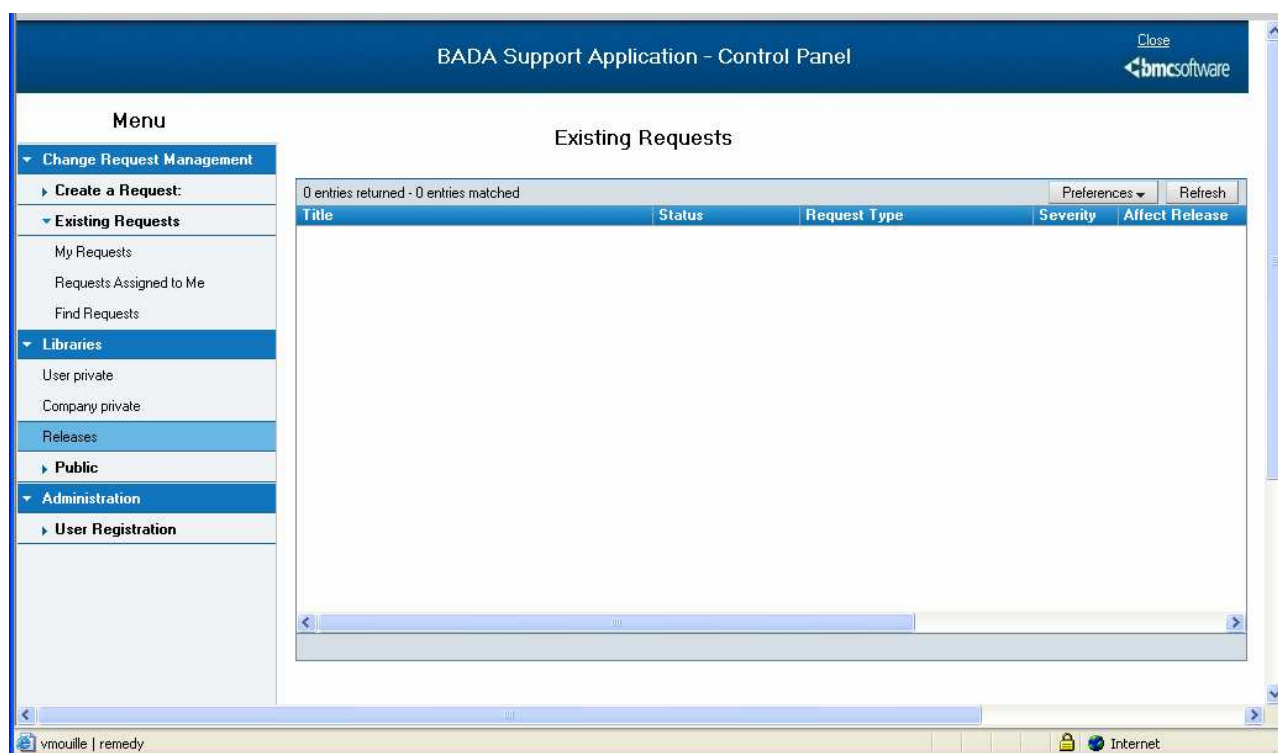 BADA Support Application - Control Panel
Close
bmcsoftware
Menu
Change Request Management
Create a Request:
Existing Requests
My Requests
Requests Assigned to Me
Find Requests
Libraries
User private
Company private
Releases
Public
Administration
User Registration
Existing Requests
0 entries returned - 0 entries matched
Preferences
Refresh
Title Status Request Type Severity Affect Release
vmouille | remedy
Internet